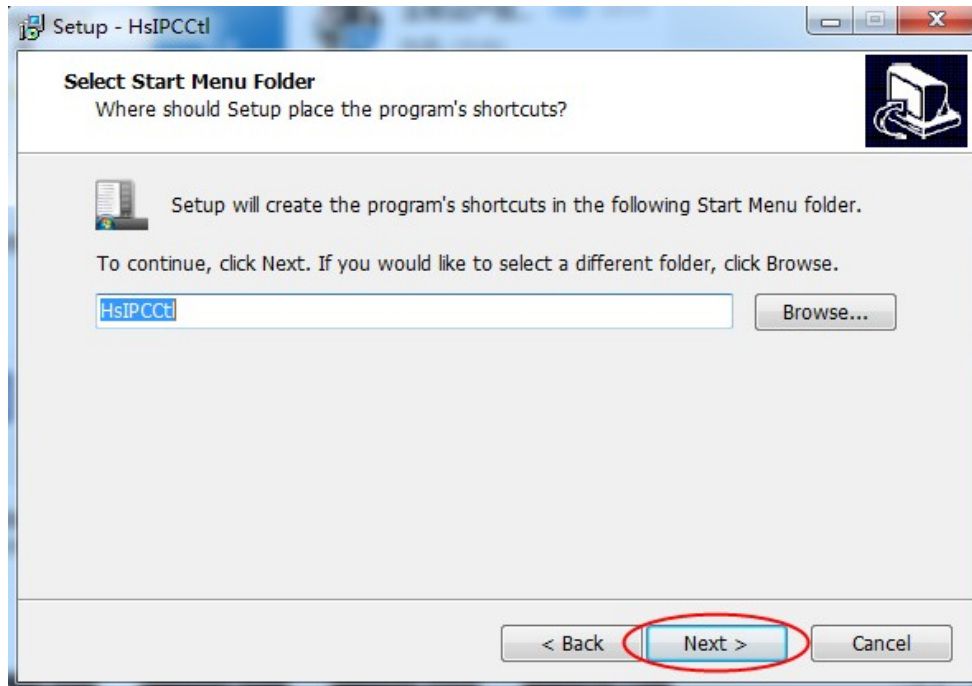 Setup - HsIPCCtl
Select Start Menu Folder
Where should Setup place the program's shortcuts?
Setup will create the program's shortcuts in the following Start Menu folder.
To continue, click Next. If you would like to select a different folder, click Browse.
HsIPCCtl
Browse...
< Back
Next >
Cancel